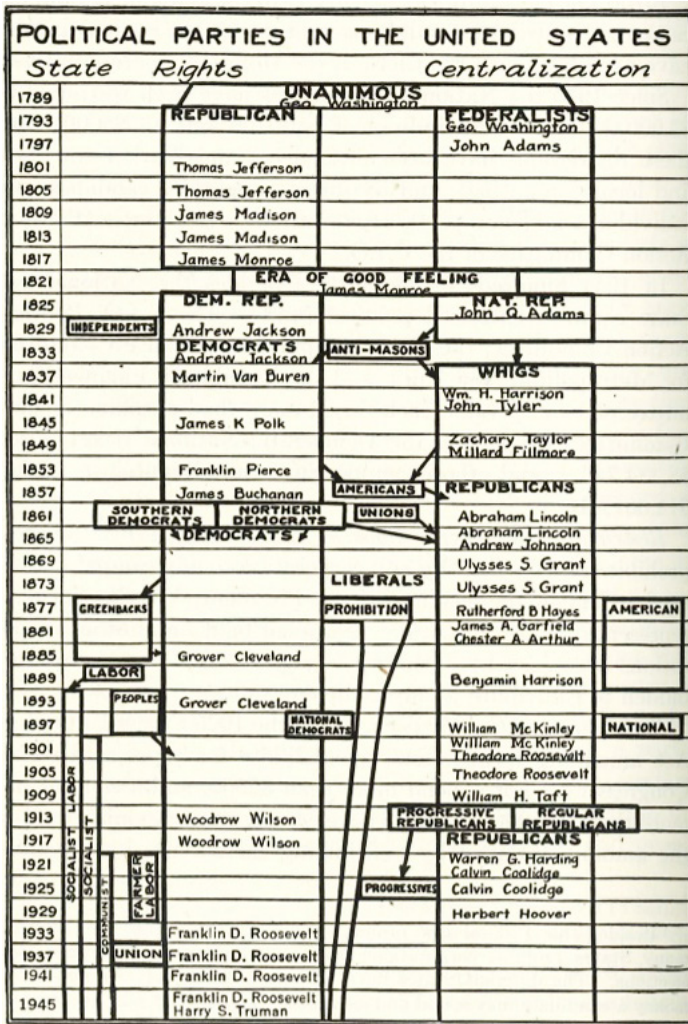 POLITICAL PARTIES IN THE UNITED STATES
State Rights Centralization
1789 UNANIMOUS
Geo. Washington
1793 REPUBLICAN FEDERALISTS
Geo. Washington
1797 John Adams
1801 Thomas Jefferson
1805 Thomas Jefferson
1809 James Madison
1813 James Madison
1817 James Monroe
1821 ERA OF GOOD FEELING
James Monroe
1825 DEM. REP. NAT. REP.
John Q. Adams
1829 INDEPENDENTS Andrew Jackson
1833 DEMOCRATS ANTI-MASONS
Andrew Jackson
1837 Martin Van Buren WHIGS
1841 Wm. H. Harrison
John Tyler
1845 James K Polk
1849 Zachary Taylor
Millard Fillmore
1853 Franklin Pierce
1857 James Buchanan AMERICANS REPUBLICANS
1861 SOUTHERN DEMOCRATS NORTHERN DEMOCRATS UNIONS Abraham Lincoln
1865 DEMOCRATS Abraham Lincoln
Andrew Johnson
1869 Ulysses S. Grant
1873 LIBERALS Ulysses S. Grant
1877 GREENBACKS PROHIBITION Rutherford B Hayes AMERICAN
1881 James A. Garfield
Chester A. Arthur
1885 Grover Cleveland
1889 LABOR Benjamin Harrison
1893 PEOPLES Grover Cleveland
1897 NATIONAL DEMOCRATS William McKinley NATIONAL
1901 William McKinley
Theodore Roosevelt
1905 Theodore Roosevelt
1909 William H. Taft
1913 Woodrow Wilson PROGRESSIVE REPUBLICANS REGULAR REPUBLICANS
1917 Woodrow Wilson REPUBLICANS
1921 Warren G. Harding
Calvin Coolidge
1925 PROGRESSIVES Calvin Coolidge
1929 Herbert Hoover
SOCIALIST LABOR
SOCIALIST
COMMUNIST
FARMER LABOR
1933 Franklin D. Roosevelt
1937 UNION Franklin D. Roosevelt
1941 Franklin D. Roosevelt
1945 Franklin D. Roosevelt
Harry S. Truman